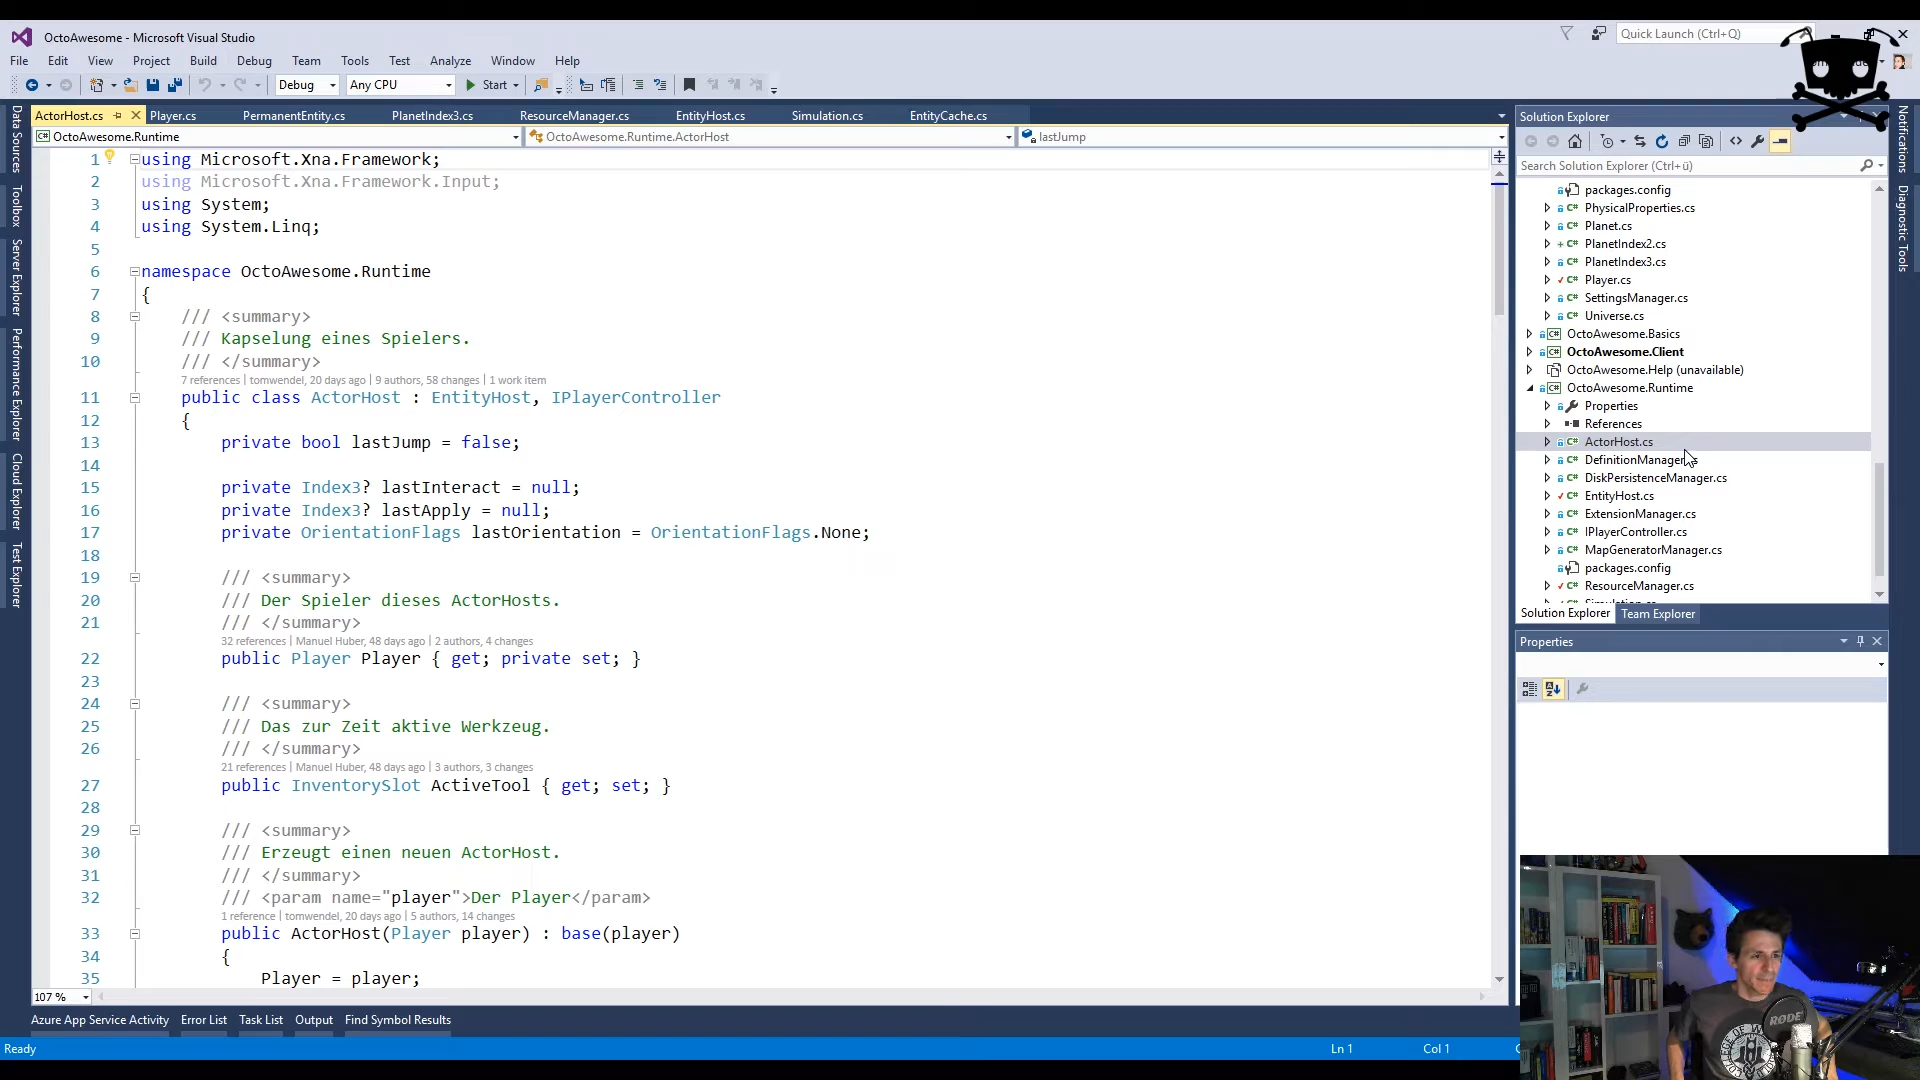 OctoAwesome - Microsoft Visual Studio
Quick Launch (Ctrl+Q)
File Edit View Project Build Debug Team Tools Test Analyze Window Help
Debug Any CPU Start
ActorHost.cs Player.cs PermanentEntity.cs PlanetIndex3.cs ResourceManager.cs EntityHost.cs Simulation.cs EntityCache.cs
OctoAwesome.Runtime OctoAwesome.Runtime.ActorHost lastJump
Data Sources
Toolbox
Server Explorer
Performance Explorer
Cloud Explorer
Test Explorer
1 using Microsoft.Xna.Framework;
2 using Microsoft.Xna.Framework.Input;
3 using System;
4 using System.Linq;
5
6 namespace OctoAwesome.Runtime
7 {
8 /// <summary>
9 /// Kapselung eines Spielers.
10 /// </summary>
7 references | tomwendel, 20 days ago | 9 authors, 58 changes | 1 work item
11 public class ActorHost : EntityHost, IPlayerController
12 {
13 private bool lastJump = false;
14
15 private Index3? lastInteract = null;
16 private Index3? lastApply = null;
17 private OrientationFlags lastOrientation = OrientationFlags.None;
18
19 /// <summary>
20 /// Der Spieler dieses ActorHosts.
21 /// </summary>
32 references | Manuel Huber, 48 days ago | 2 authors, 4 changes
22 public Player Player { get; private set; }
23
24 /// <summary>
25 /// Das zur Zeit aktive Werkzeug.
26 /// </summary>
21 references | Manuel Huber, 48 days ago | 3 authors, 3 changes
27 public InventorySlot ActiveTool { get; set; }
28
29 /// <summary>
30 /// Erzeugt einen neuen ActorHost.
31 /// </summary>
32 /// <param name="player">Der Player</param>
1 reference | tomwendel, 20 days ago | 5 authors, 14 changes
33 public ActorHost(Player player) : base(player)
34 {
35 Player = player;
107 %
Azure App Service Activity Error List Task List Output Find Symbol Results
Ready Ln 1 Col 1
Solution Explorer
Search Solution Explorer (Ctrl+ü)
packages.config
PhysicalProperties.cs
Planet.cs
PlanetIndex2.cs
PlanetIndex3.cs
Player.cs
SettingsManager.cs
Universe.cs
OctoAwesome.Basics
OctoAwesome.Client
OctoAwesome.Help (unavailable)
OctoAwesome.Runtime
Properties
References
ActorHost.cs
DefinitionManager
DiskPersistenceManager.cs
EntityHost.cs
ExtensionManager.cs
IPlayerController.cs
MapGeneratorManager.cs
packages.config
ResourceManager.cs
Solution Explorer Team Explorer
Properties
Notifications
Diagnostic Tools
RØDE